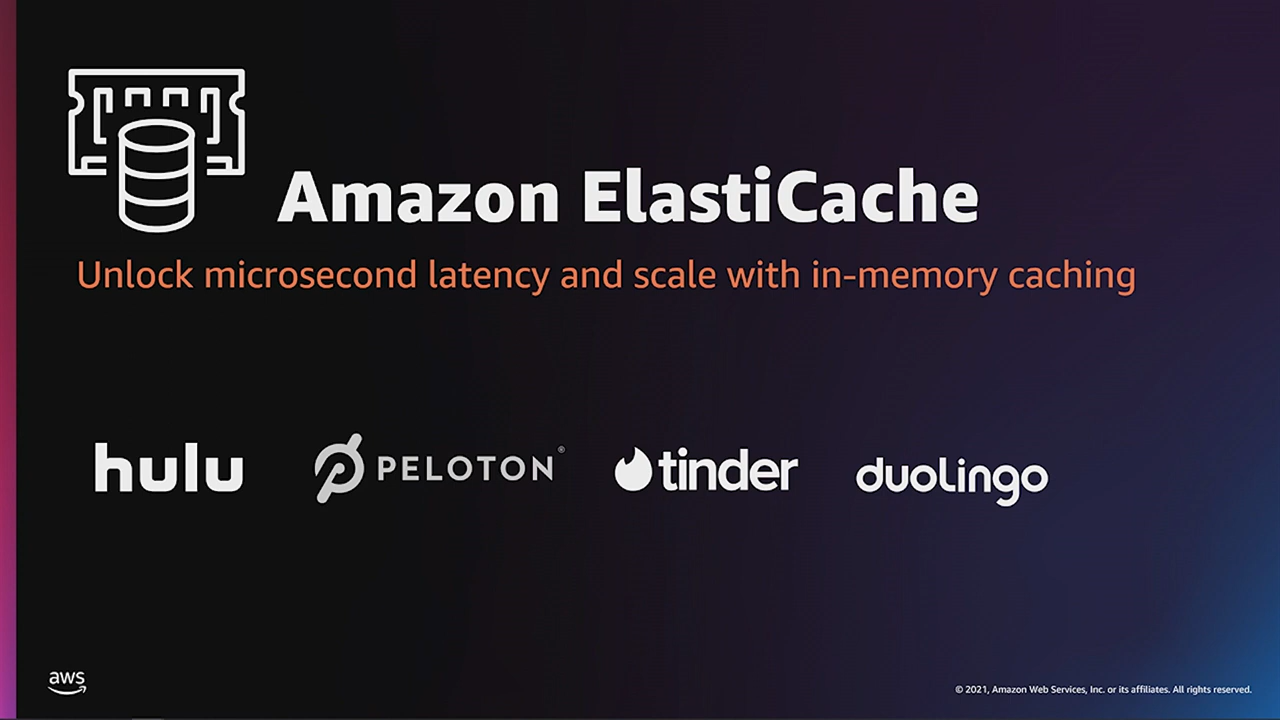 Amazon ElastiCache
Unlock microsecond latency and scale with in-memory caching
hulu PELOTON® tinder duolingo
aws
© 2021, Amazon Web Services, Inc. or its affiliates. All rights reserved.